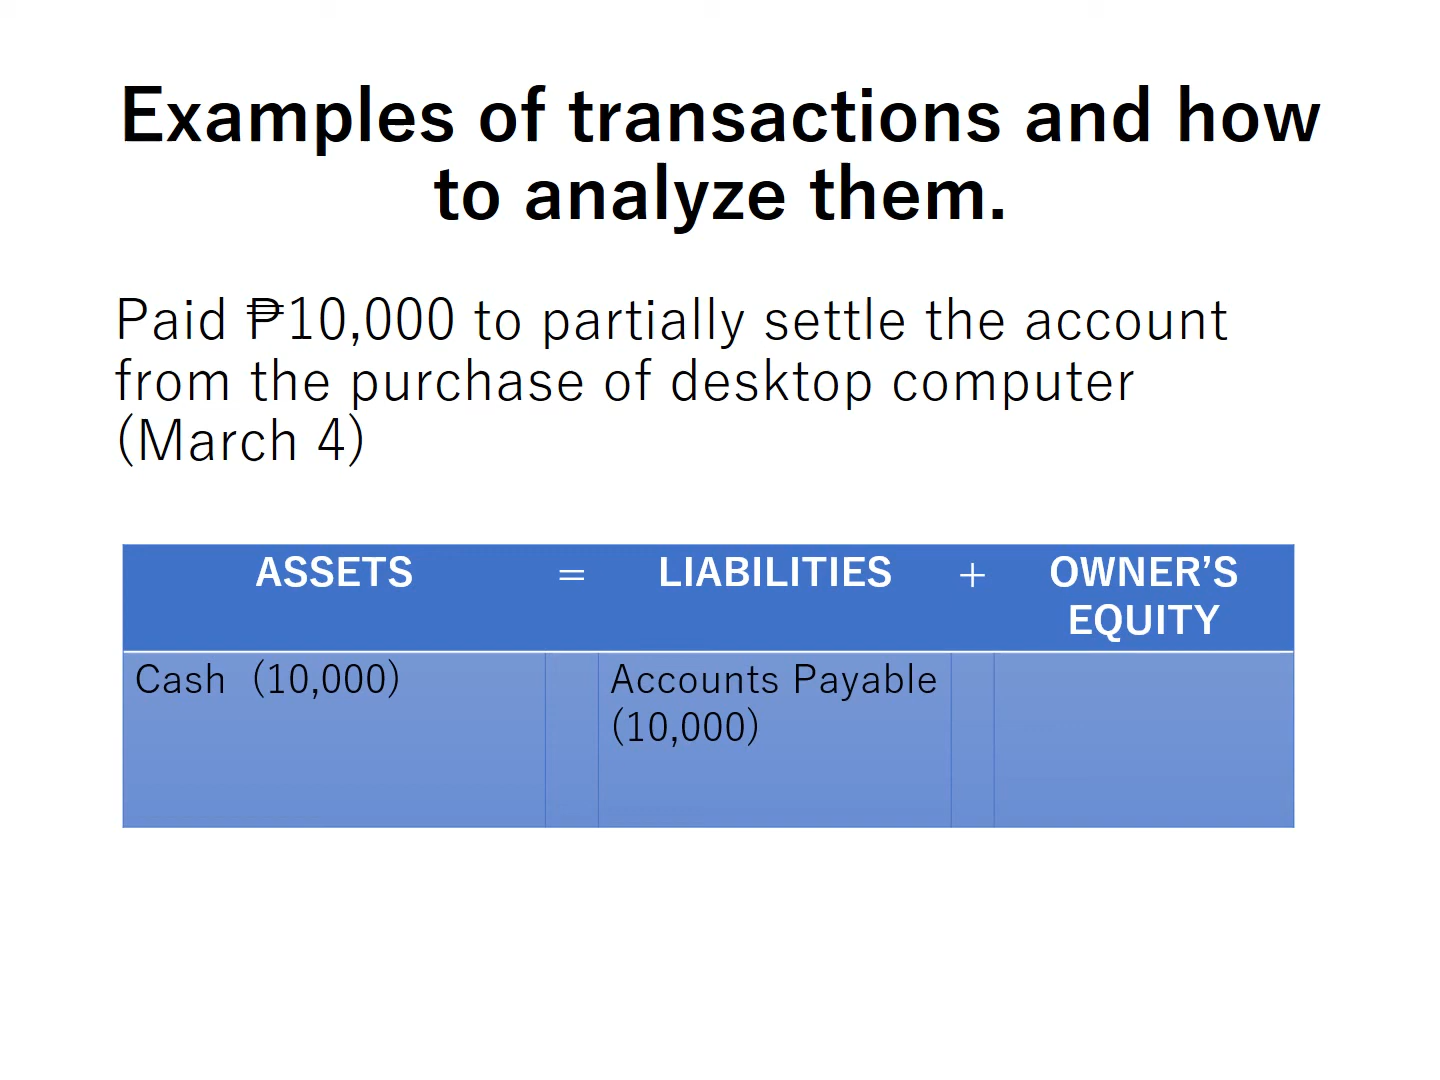 Examples of transactions and how
to analyze them.
Paid ₱10,000 to partially settle the account
from the purchase of desktop computer
(March 4)
ASSETS = LIABILITIES + OWNER’S
EQUITY
Cash (10,000) Accounts Payable
(10,000)